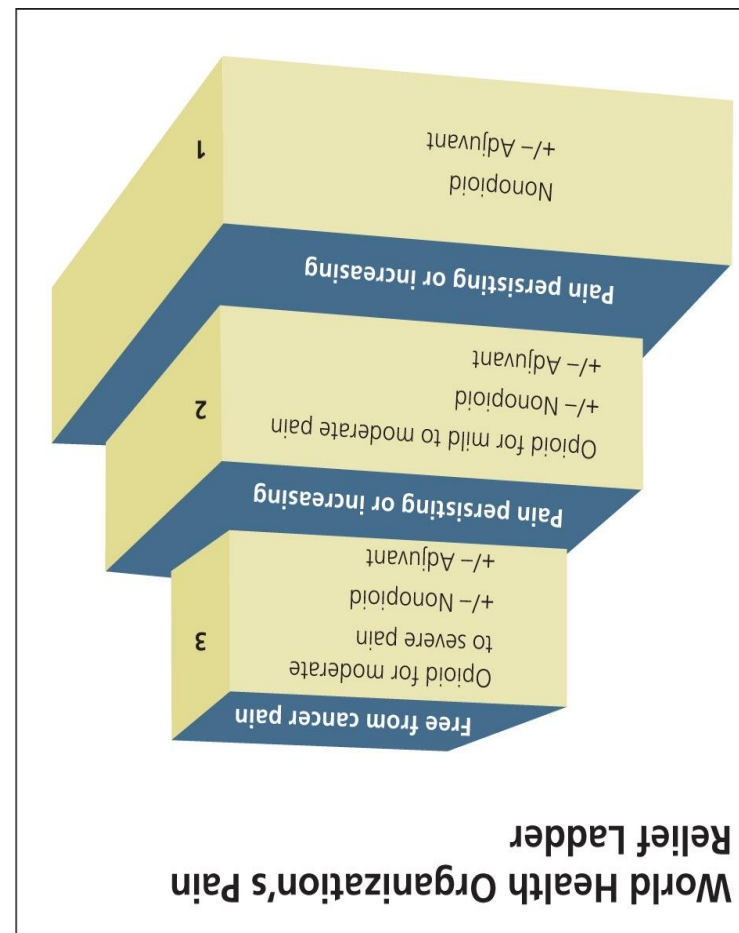 World Health Organization's Pain
Relief Ladder
Free from cancer pain
3
Opioid for moderate
to severe pain
+/– Nonopioid
+/– Adjuvant
Pain persisting or increasing
2
Opioid for mild to moderate pain
+/– Nonopioid
+/– Adjuvant
Pain persisting or increasing
1
Nonopioid
+/– Adjuvant